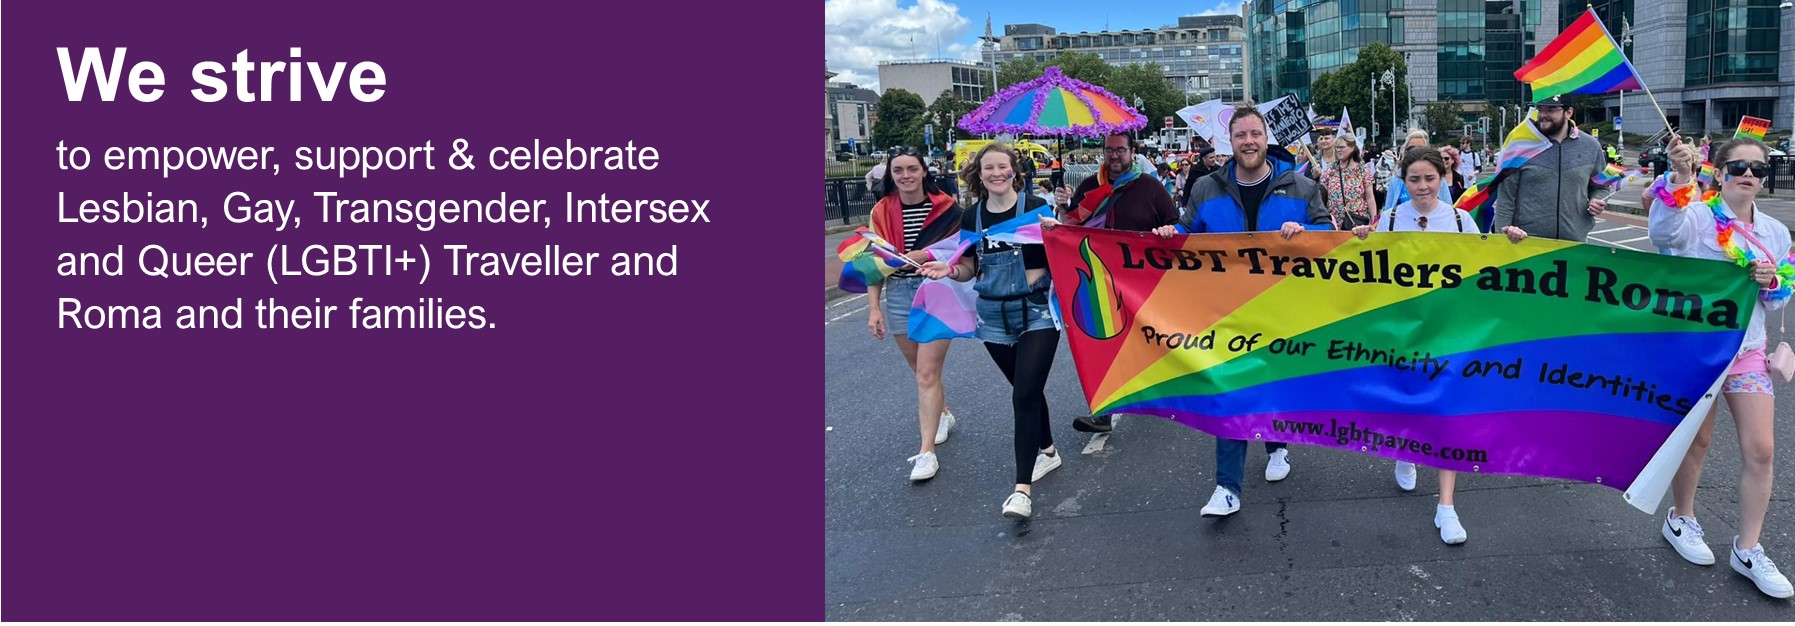 We strive
to empower, support & celebrate
Lesbian, Gay, Transgender, Intersex
and Queer (LGBTI+) Traveller and
Roma and their families.
LGBT Travellers and Roma
Proud of our Ethnicity and Identities
www.lgbtpavee.com